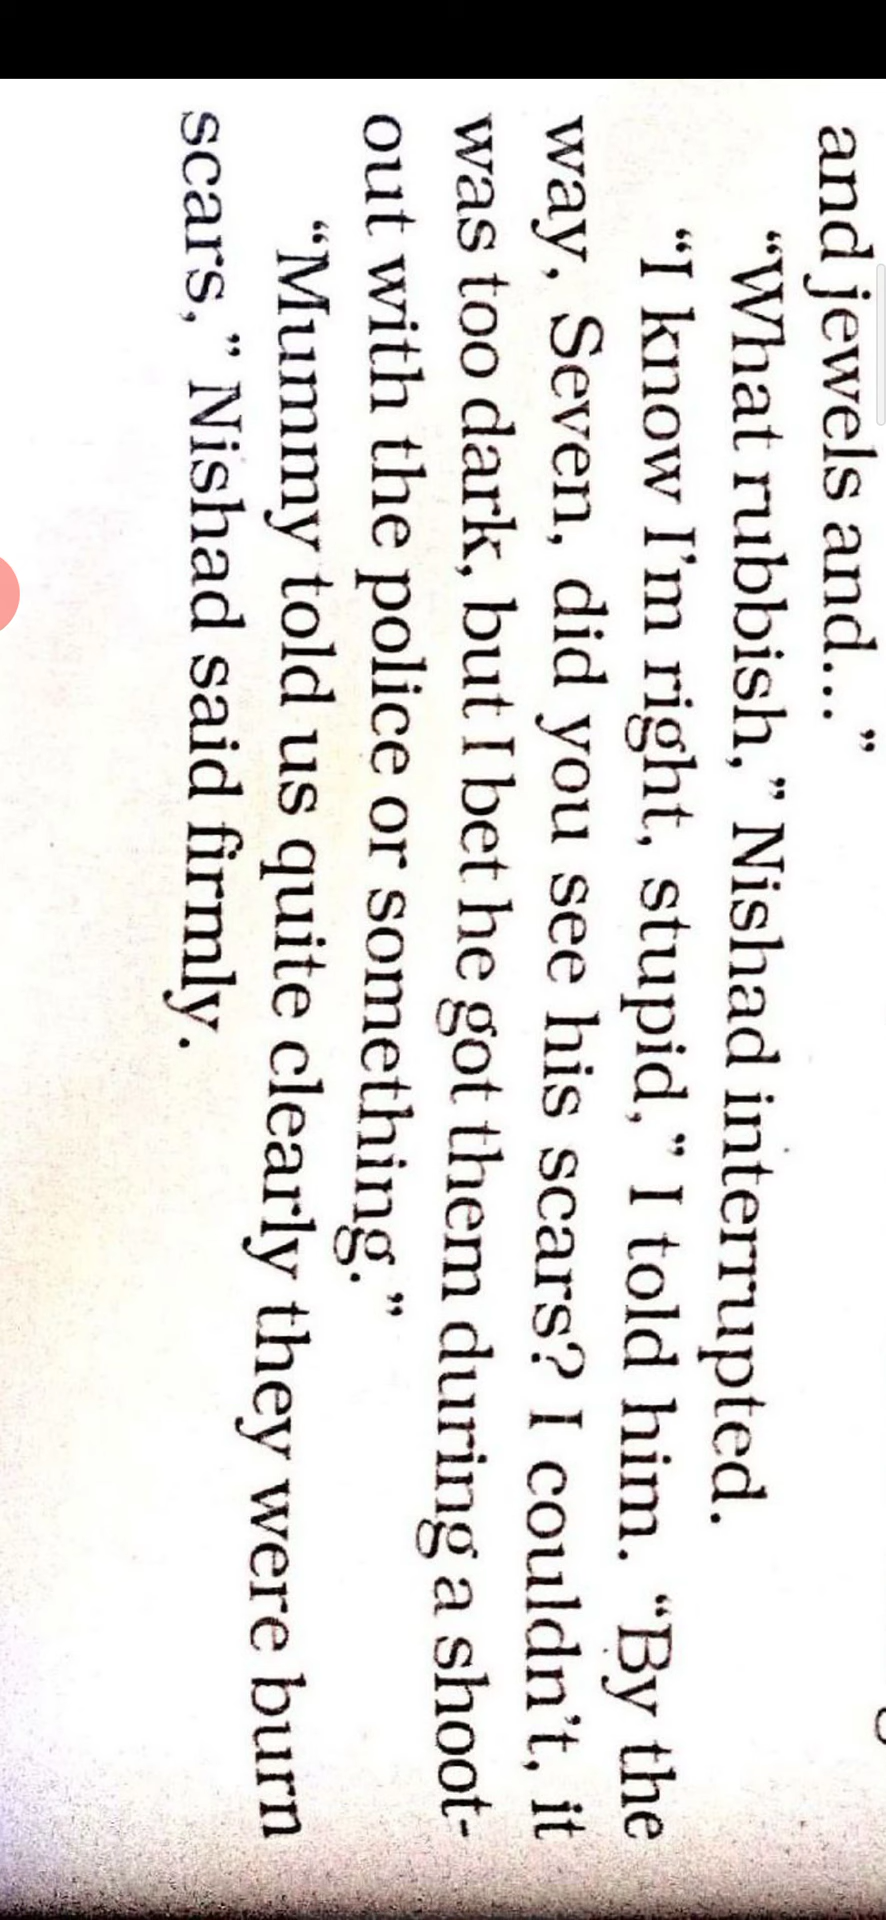 and jewels and... ”
“What rubbish,” Nishad interrupted.
“I know I’m right, stupid,” I told him. “By the
way, Seven, did you see his scars? I couldn’t, it
was too dark, but I bet he got them during a shoot-
out with the police or something.”
“Mummy told us quite clearly they were burn
scars,” Nishad said firmly.